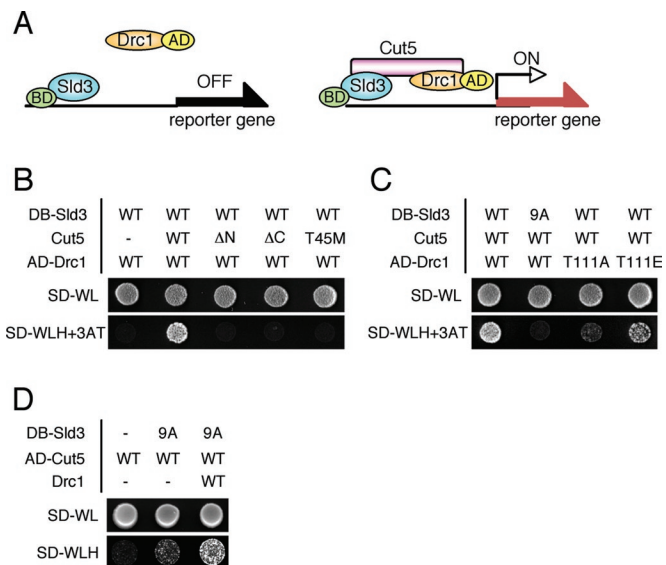 A
Drc1 AD
Sld3
BD
OFF
reporter gene
Cut5
ON
Sld3
Drc1 AD
BD
reporter gene
B
DB-Sld3 WT WT WT WT WT
Cut5 - WT ΔN ΔC T45M
AD-Drc1 WT WT WT WT WT
SD-WL
SD-WLH+3AT
C
DB-Sld3 WT 9A WT WT
Cut5 WT WT WT WT
AD-Drc1 WT WT T111A T111E
SD-WL
SD-WLH+3AT
D
DB-Sld3 - 9A 9A
AD-Cut5 WT WT WT
Drc1 - - WT
SD-WL
SD-WLH